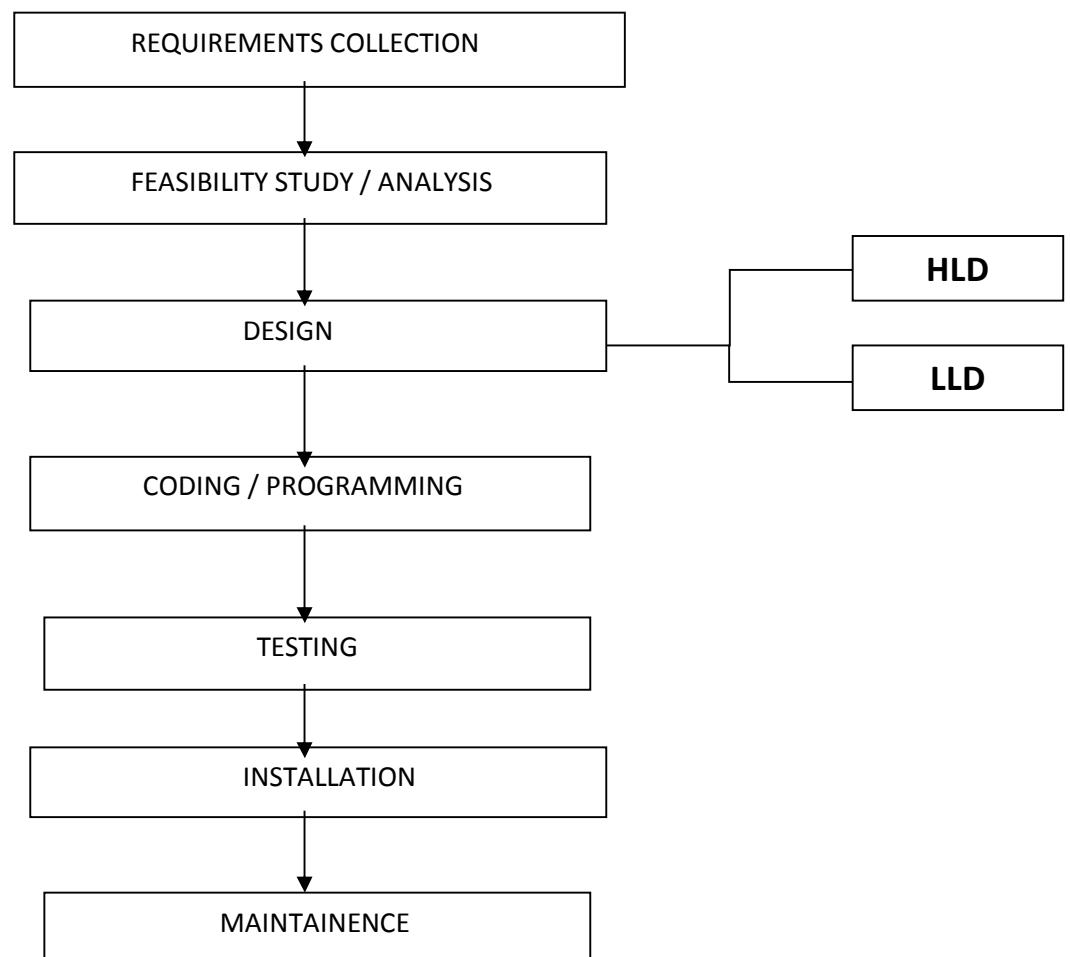 REQUIREMENTS COLLECTION
FEASIBILITY STUDY / ANALYSIS
HLD
DESIGN
LLD
CODING / PROGRAMMING
TESTING
INSTALLATION
MAINTAINENCE